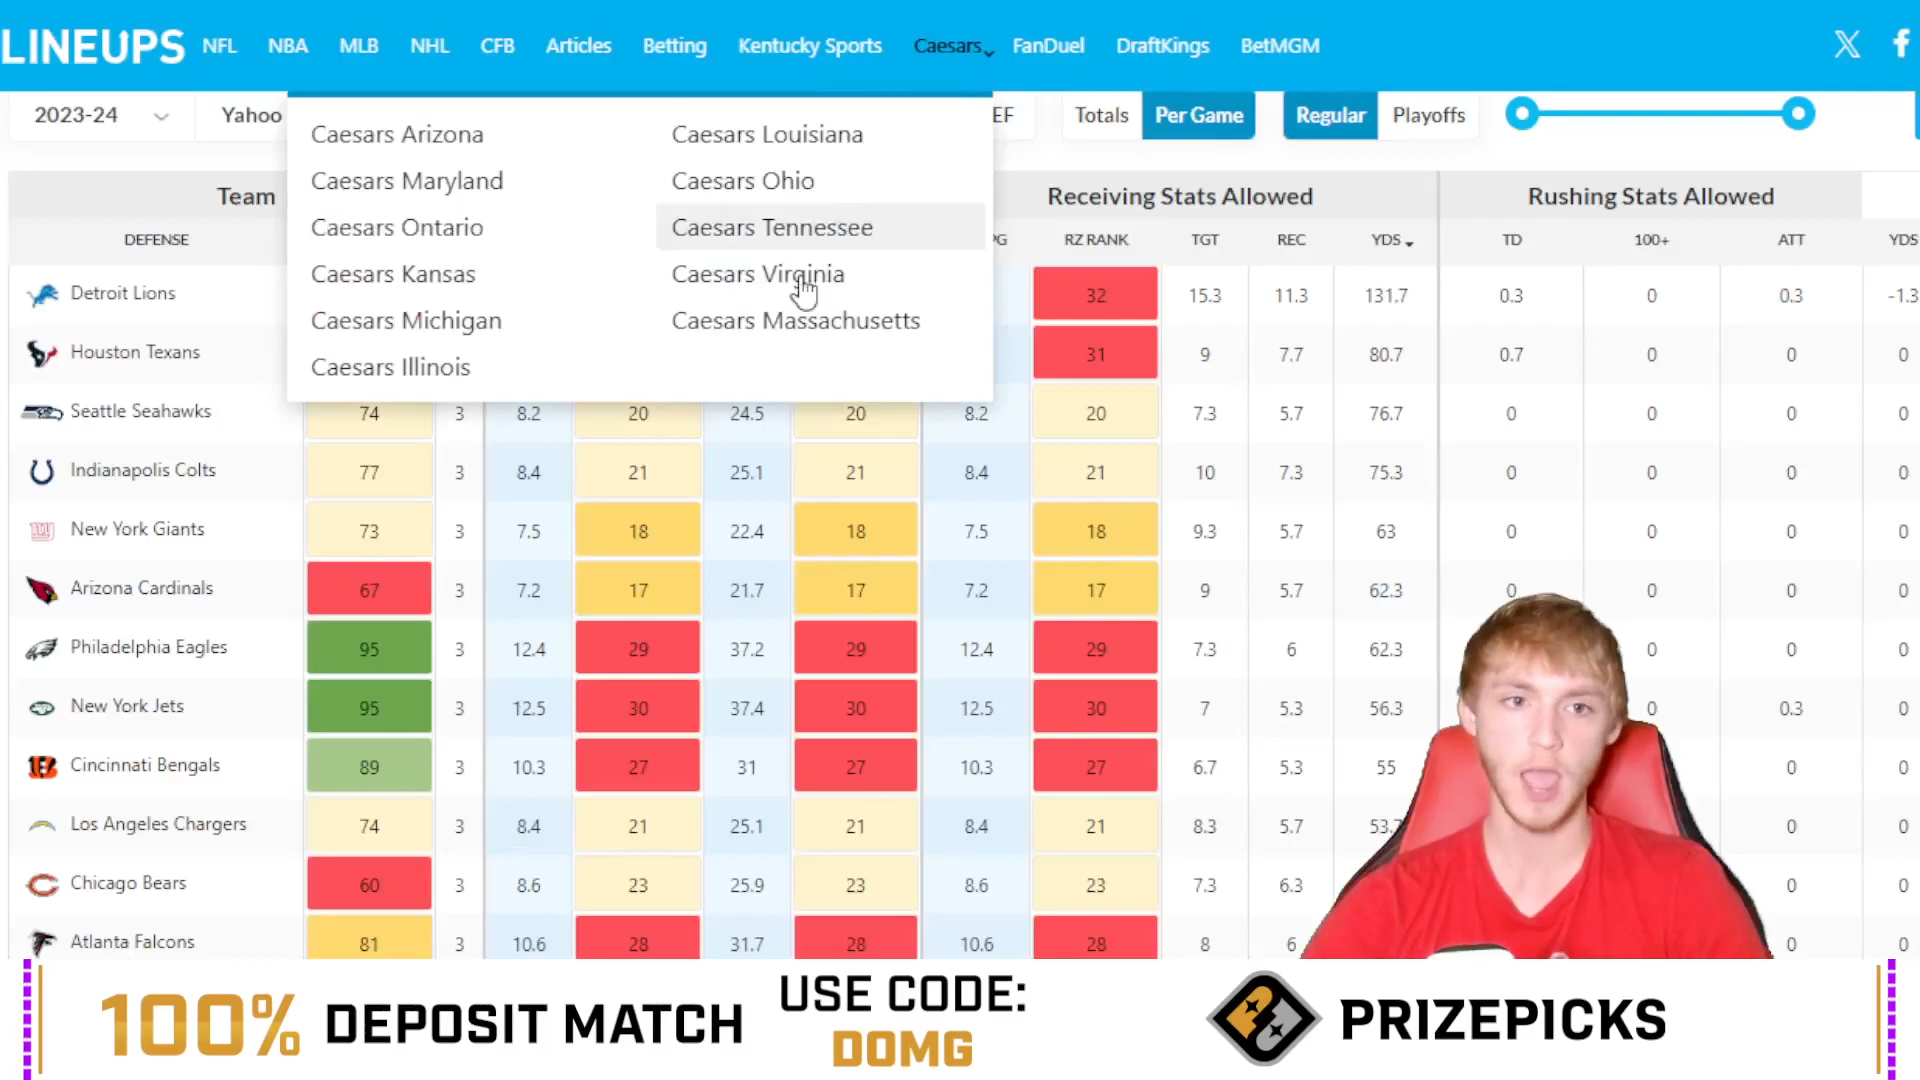 LINEUPS NFL NBA MLB NHL CFB Articles Betting Kentucky Sports Caesars FanDuel DraftKings BetMGM
2023-24 Yahoo EF Totals Per Game Regular Playoffs
Caesars Arizona Caesars Louisiana
Caesars Maryland Caesars Ohio
Caesars Ontario Caesars Tennessee
Caesars Kansas Caesars Virginia
Caesars Michigan Caesars Massachusetts
Caesars Illinois
Team Receiving Stats Allowed Rushing Stats Allowed
DEFENSE RZ RANK TGT REC YDS TD 100+ ATT YDS
Detroit Lions 32 15.3 11.3 131.7 0.3 0 0.3 -1.3
Houston Texans 31 9 7.7 80.7 0.7 0 0 0
Seattle Seahawks 74 3 8.2 20 24.5 20 8.2 20 7.3 5.7 76.7 0 0 0 0
Indianapolis Colts 77 3 8.4 21 25.1 21 8.4 21 10 7.3 75.3 0 0 0 0
New York Giants 73 3 7.5 18 22.4 18 7.5 18 9.3 5.7 63 0 0 0 0
Arizona Cardinals 67 3 7.2 17 21.7 17 7.2 17 9 5.7 62.3 0 0 0 0
Philadelphia Eagles 95 3 12.4 29 37.2 29 12.4 29 7.3 6 62.3 0 0 0
New York Jets 95 3 12.5 30 37.4 30 12.5 30 7 5.3 56.3 0 0.3 0
Cincinnati Bengals 89 3 10.3 27 31 27 10.3 27 6.7 5.3 55 0 0
Los Angeles Chargers 74 3 8.4 21 25.1 21 8.4 21 8.3 5.7 53.7 0 0
Chicago Bears 60 3 8.6 23 25.9 23 8.6 23 7.3 6.3 0 0
Atlanta Falcons 81 3 10.6 28 31.7 28 10.6 28 8 6 0 0
100% DEPOSIT MATCH USE CODE: DOMG PRIZEPICKS